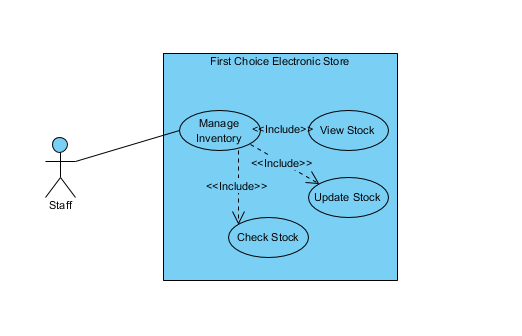 First Choice Electronic Store
Manage
Inventory
<<Include>>
View Stock
<<Include>>
<<Include>>
Update Stock
Staff
Check Stock